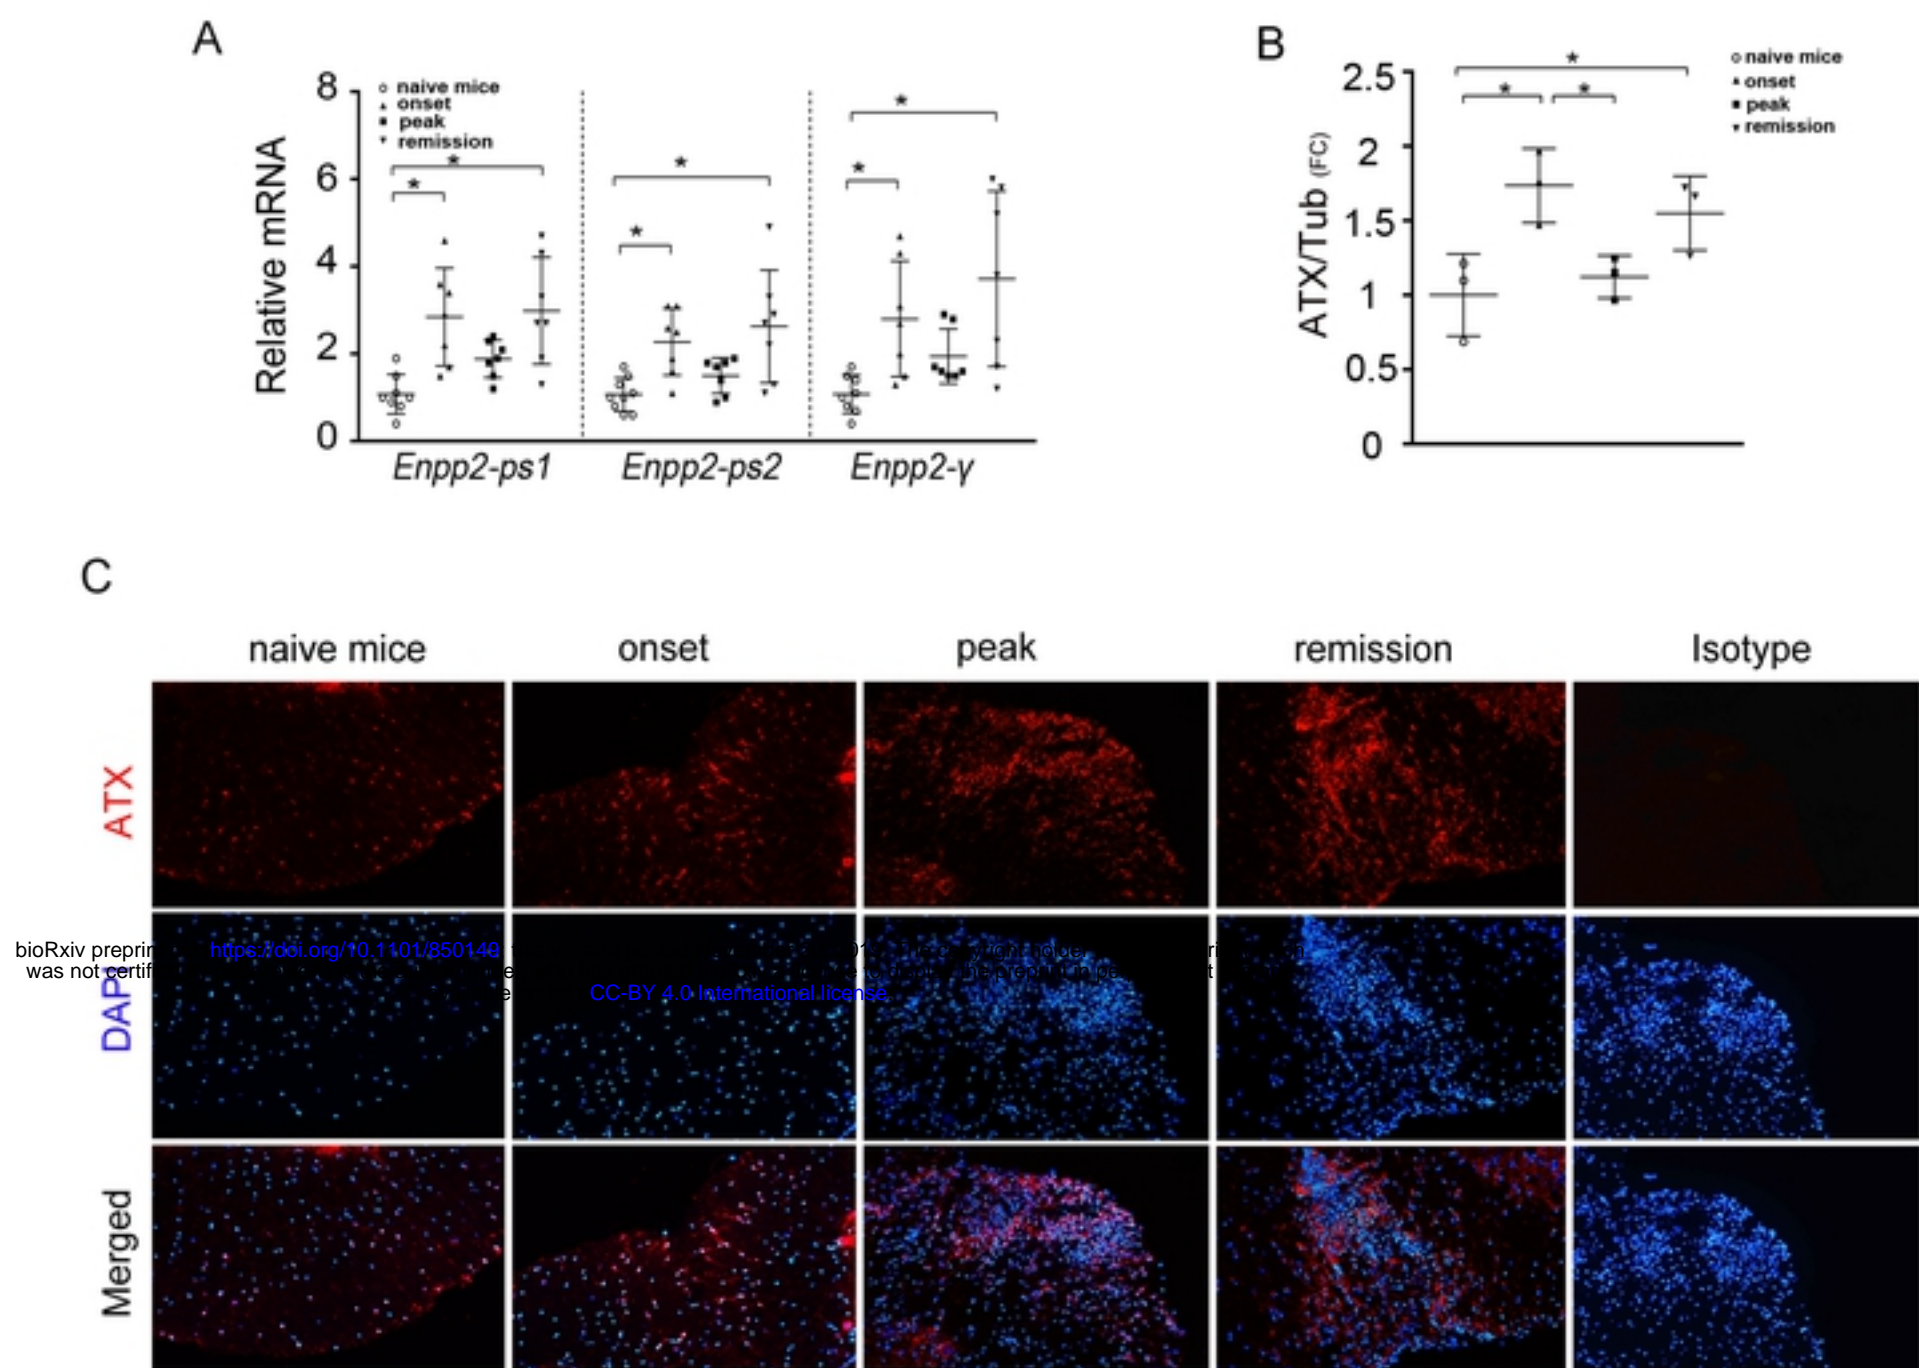 A
8
6
4
2
0
Relative mRNA
naive mice
onset
peak
remission
*
*
*
*
*
*
Enpp2-ps1
Enpp2-ps2
Enpp2-γ
B
2.5
2
1.5
1
0.5
0
ATX/Tub (FC)
*
*
*
naive mice
onset
peak
remission
C
naive mice
onset
peak
remission
Isotype
ATX
DAPI
Merged
bioRxiv https://doi.org/10.1101/850149
was not
CC-BY 4.0 International license